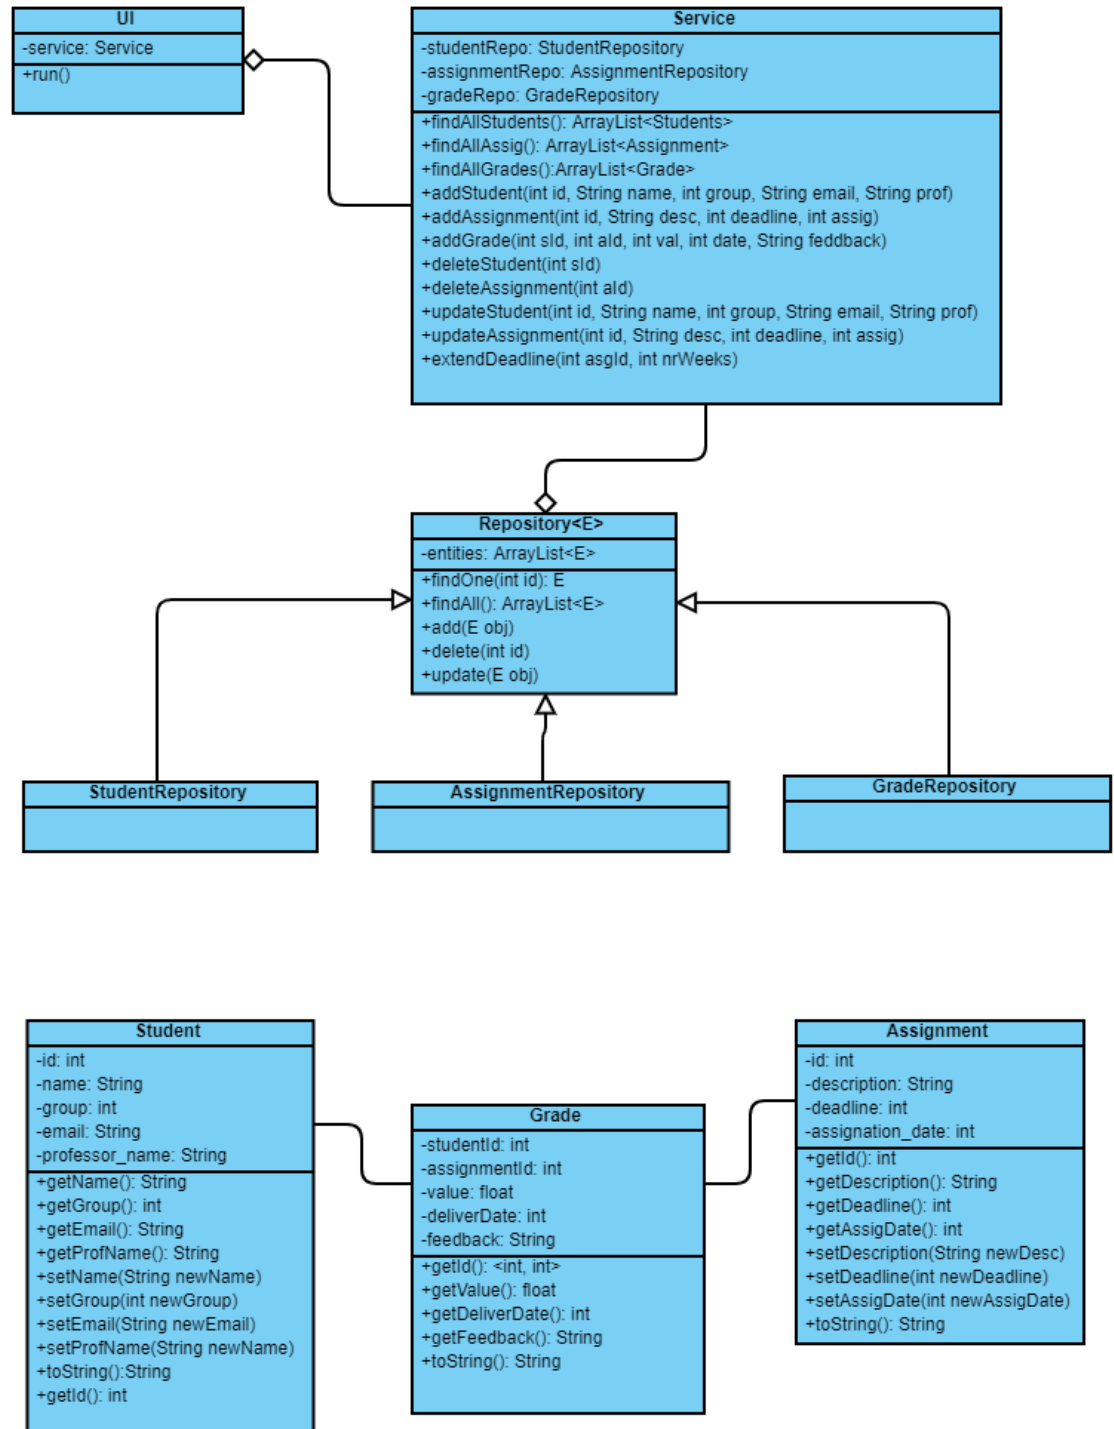 UI
-service: Service
+run()
Service
-studentRepo: StudentRepository
-assignmentRepo: AssignmentRepository
-gradeRepo: GradeRepository
+findAllStudents(): ArrayList<Students>
+findAllAssig(): ArrayList<Assignment>
+findAllGrades():ArrayList<Grade>
+addStudent(int id, String name, int group, String email, String prof)
+addAssignment(int id, String desc, int deadline, int assig)
+addGrade(int sId, int aId, int val, int date, String feddback)
+deleteStudent(int sId)
+deleteAssignment(int aId)
+updateStudent(int id, String name, int group, String email, String prof)
+updateAssignment(int id, String desc, int deadline, int assig)
+extendDeadline(int asgId, int nrWeeks)
Repository<E>
-entities: ArrayList<E>
+findOne(int id): E
+findAll(): ArrayList<E>
+add(E obj)
+delete(int id)
+update(E obj)
StudentRepository
AssignmentRepository
GradeRepository
Student
-id: int
-name: String
-group: int
-email: String
-professor_name: String
+getName(): String
+getGroup(): int
+getEmail(): String
+getProfName(): String
+setName(String newName)
+setGroup(int newGroup)
+setEmail(String newEmail)
+setProfName(String newName)
+toString():String
+getId(): int
Grade
-studentId: int
-assignmentId: int
-value: float
-deliverDate: int
-feedback: String
+getId(): <int, int>
+getValue(): float
+getDeliverDate(): int
+getFeedback(): String
+toString(): String
Assignment
-id: int
-description: String
-deadline: int
-assignation_date: int
+getId(): int
+getDescription(): String
+getDeadline(): int
+getAssigDate(): int
+setDescription(String newDesc)
+setDeadline(int newDeadline)
+setAssigDate(int newAssigDate)
+toString(): String